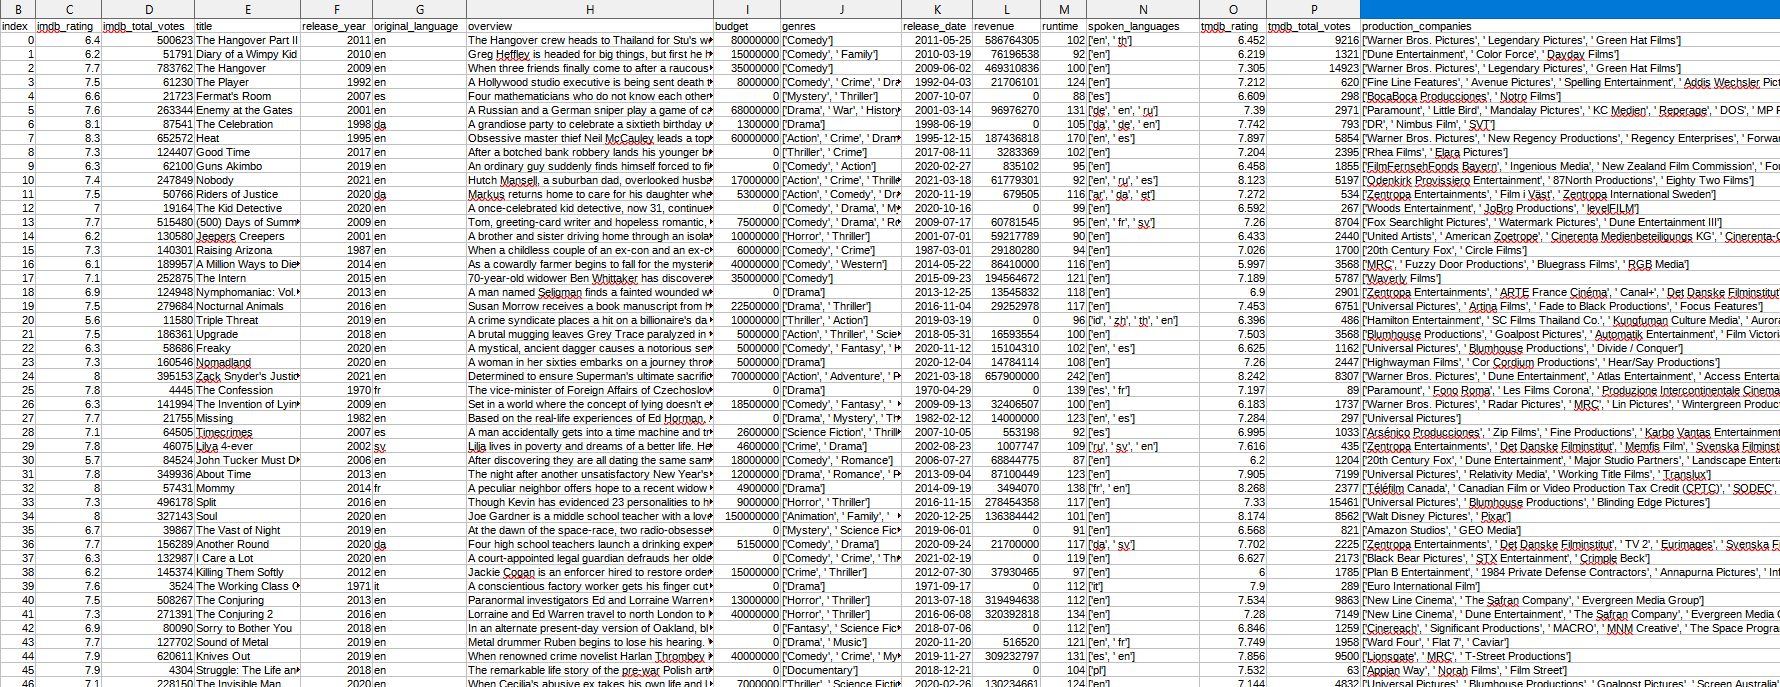 B C D E F G H I J K L M N O P
index imdb_rating imdb_total_votes title release_year original_language overview budget genres release_date revenue runtime spoken_languages tmdb_rating tmdb_total_votes production_companies
0 6.4 500623 The Hangover Part II 2011 en The Hangover crew heads to Thailand for Stu's w 80000000 ['Comedy'] 2011-05-25 586764305 102 ['en', ' th'] 6.452 9216 ['Warner Bros. Pictures', ' Legendary Pictures', ' Green Hat Films']
1 6.2 51791 Diary of a Wimpy Kid 2010 en Greg Heffley is headed for big things, but first he h 15000000 ['Comedy', ' Family'] 2010-03-19 76196538 92 ['en'] 6.219 1321 ['Dune Entertainment', ' Color Force', ' Dayday Films']
2 7.7 783762 The Hangover 2009 en When three friends finally come to after a raucous 35000000 ['Comedy'] 2009-06-02 469310836 100 ['en'] 7.305 14923 ['Warner Bros. Pictures', ' Legendary Pictures', ' Green Hat Films']
3 7.5 61230 The Player 1992 en A Hollywood studio executive is being sent death t 8000000 ['Comedy', ' Crime', ' Dra 1992-04-03 21706101 124 ['en'] 7.212 620 ['Fine Line Features', ' Avenue Pictures', ' Spelling Entertainment', ' Addis Wechsler Pict
4 6.6 21723 Fermat's Room 2007 es Four mathematicians who do not know each other 0 ['Mystery', ' Thriller'] 2007-10-07 0 88 ['es'] 6.609 298 ['BocaBoca Producciones', ' Notro Films']
5 7.6 263344 Enemy at the Gates 2001 en A Russian and a German sniper play a game of c 68000000 ['Drama', ' War', ' History 2001-03-14 96976270 131 ['de', ' en', ' ru'] 7.39 2971 ['Paramount', ' Little Bird', ' Mandalay Pictures', ' KC Medien', ' Reperage', ' DOS', ' MP F
6 8.1 87541 The Celebration 1998 da A grandiose party to celebrate a sixtieth birthday u 1300000 ['Drama'] 1998-06-19 0 105 ['da', ' de', ' en'] 7.742 793 ['DR', ' Nimbus Film', ' SVT']
7 8.3 652572 Heat 1995 en Obsessive master thief Neil McCauley leads a top 60000000 ['Action', ' Crime', ' Dram 1995-12-15 187436818 170 ['en', ' es'] 7.897 5854 ['Warner Bros. Pictures', ' New Regency Productions', ' Regency Enterprises', ' Forwar
8 7.3 124407 Good Time 2017 en After a botched bank robbery lands his younger b 0 ['Thriller', ' Crime'] 2017-08-11 3283369 102 ['en'] 7.204 2395 ['Rhea Films', ' Elara Pictures']
9 6.3 62100 Guns Akimbo 2019 en An ordinary guy suddenly finds himself forced to fi 0 ['Comedy', ' Action'] 2020-02-27 835102 95 ['en'] 6.458 1855 ['FilmFernsehFonds Bayern', ' Ingenious Media', ' New Zealand Film Commission', ' Fou
10 7.4 247849 Nobody 2021 en Hutch Mansell, a suburban dad, overlooked husba 17000000 ['Action', ' Crime', ' Thrille 2021-03-18 61779301 92 ['en', ' ru', ' es'] 8.123 5197 ['Odenkirk Provissiero Entertainment', ' 87North Productions', ' Eighty Two Films']
11 7.5 50766 Riders of Justice 2020 da Markus returns home to care for his daughter whe 5300000 ['Action', ' Comedy', ' Dr 2020-11-19 679505 116 ['ar', ' da', ' et'] 7.272 534 ['Zentropa Entertainments', ' Film i Väst', ' Zentropa International Sweden']
12 7 19164 The Kid Detective 2020 en A once-celebrated kid detective, now 31, continue 0 ['Comedy', ' Drama', ' M 2020-10-16 0 99 ['en'] 6.592 287 ['Woods Entertainment', ' JoBro Productions', ' levelFILM']
13 7.7 515480 (500) Days of Summ 2009 en Tom, greeting-card writer and hopeless romantic, 7500000 ['Comedy', ' Drama', ' Ro 2009-07-17 60781545 95 ['en', ' fr', ' sv'] 7.26 8704 ['Fox Searchlight Pictures', ' Watermark Pictures', ' Dune Entertainment III']
14 6.2 130580 Jeepers Creepers 2001 en A brother and sister driving home through an isola 10000000 ['Horror', ' Thriller'] 2001-07-01 59217789 90 ['en'] 6.433 2440 ['United Artists', ' American Zoetrope', ' Cinerenta Medienbeteiligungs KG', ' Cinerenta-C
15 7.3 140301 Raising Arizona 1987 en When a childless couple of an ex-con and an ex-c 6000000 ['Comedy', ' Crime'] 1987-03-01 29180280 94 ['en'] 7.026 1700 ['20th Century Fox', ' Circle Films']
16 6.1 189957 A Million Ways to Die 2014 en As a cowardly farmer begins to fall for the mysteri 40000000 ['Comedy', ' Western'] 2014-05-22 86410000 116 ['en'] 5.997 3568 ['MRC', ' Fuzzy Door Productions', ' Bluegrass Films', ' RGB Media']
17 7.1 252875 The Intern 2015 en 70-year-old widower Ben Whittaker has discovere 35000000 ['Comedy'] 2015-09-23 194564672 121 ['en'] 7.189 5787 ['Waverly Films']
18 6.9 124948 Nymphomaniac: Vol. 2013 en A man named Seligman finds a fainted wounded w 0 ['Drama'] 2013-12-25 13545832 118 ['en'] 6.9 2901 ['Zentropa Entertainments', ' ARTE France Cinéma', ' Canal+', ' Det Danske Filminstitut
19 7.5 279684 Nocturnal Animals 2016 en Susan Morrow receives a book manuscript from h 22500000 ['Drama', ' Thriller'] 2016-11-04 29252978 117 ['en'] 7.453 6751 ['Universal Pictures', ' Artina Films', ' Fade to Black Productions', ' Focus Features']
20 5.6 11580 Triple Threat 2019 en A crime syndicate places a hit on a billionaire's da 10000000 ['Thriller', ' Action'] 2019-03-19 0 96 ['id', ' zh', ' th', ' en'] 6.396 486 ['Hamilton Entertainment', ' SC Films Thailand Co.', ' Kungfuman Culture Media', ' Aurora
21 7.5 186361 Upgrade 2018 en A brutal mugging leaves Grey Trace paralyzed in 5000000 ['Action', ' Thriller', ' Scie 2018-05-31 16593554 100 ['en'] 7.503 3568 ['Blumhouse Productions', ' Goalpost Pictures', ' Automatik Entertainment', ' Film Victori
22 6.3 58686 Freaky 2020 en A mystical, ancient dagger causes a notorious se 5000000 ['Comedy', ' Fantasy', ' H 2020-11-12 15104310 102 ['en', ' es'] 6.625 1162 ['Universal Pictures', ' Blumhouse Productions', ' Divide / Conquer']
23 7.3 160546 Nomadland 2020 en A woman in her sixties embarks on a journey thro 5000000 ['Drama'] 2020-12-04 14784114 108 ['en'] 7.26 2447 ['Highwayman Films', ' Cor Cordium Productions', ' Hear/Say Productions']
24 8 395153 Zack Snyder's Justic 2021 en Determined to ensure Superman's ultimate sacrific 70000000 ['Action', ' Adventure', ' F 2021-03-18 657900000 242 ['en'] 8.242 8307 ['Warner Bros. Pictures', ' Dune Entertainment', ' Atlas Entertainment', ' Access Entertai
25 7.8 4445 The Confession 1970 fr The vice-minister of Foreign Affairs of Czechoslov 0 ['Drama'] 1970-04-29 0 139 ['es', ' fr'] 7.197 89 ['Paramount', ' Fono Roma', ' Les Films Corona', ' Produzione Intercontinentale Cinema
26 6.3 141994 The Invention of Lyin 2009 en Set in a world where the concept of lying doesn't e 18500000 ['Comedy', ' Fantasy', ' 2009-09-13 32406507 100 ['en'] 6.183 1737 ['Warner Bros. Pictures', ' Radar Pictures', ' MRC', ' Lin Pictures', ' Wintergreen Produc
27 7.7 21755 Missing 1982 en Based on the real-life experiences of Ed Horman, 0 ['Drama', ' Mystery', ' Th 1982-02-12 14000000 123 ['en', ' es'] 7.284 297 ['Universal Pictures']
28 7.1 64505 Timecrimes 2007 es A man accidentally gets into a time machine and tr 2600000 ['Science Fiction', ' Thrill 2007-10-05 553198 92 ['es'] 6.995 1033 ['Arsénico Producciones', ' Zip Films', ' Fine Productions', ' Karbo Vantas Entertainment
29 7.8 46075 Lilya 4-ever 2002 sv Lilja lives in poverty and dreams of a better life. He 4600000 ['Crime', ' Drama'] 2002-08-23 1007747 109 ['ru', ' sv', ' en'] 7.616 435 ['Zentropa Entertainments', ' Det Danske Filminstitut', ' Memfis Film', ' Svenska Filminst
30 5.7 84524 John Tucker Must D 2006 en After discovering they are all dating the same sam 18000000 ['Comedy', ' Romance'] 2006-07-27 68844775 87 ['en'] 6.2 1204 ['20th Century Fox', ' Dune Entertainment', ' Major Studio Partners', ' Landscape Enterta
31 7.8 349936 About Time 2013 en The night after another unsatisfactory New Year's 12000000 ['Drama', ' Romance', ' F 2013-09-04 87100449 123 ['en'] 7.905 7199 ['Universal Pictures', ' Relativity Media', ' Working Title Films', ' Translux']
32 8 57431 Mommy 2014 fr A peculiar neighbor offers hope to a recent widow 4900000 ['Drama'] 2014-09-19 3494070 138 ['fr', ' en'] 8.268 2377 ['Téléfilm Canada', ' Canadian Film or Video Production Tax Credit (CPTC)', ' SODEC',
33 7.3 496178 Split 2016 en Though Kevin has evidenced 23 personalities to h 9000000 ['Horror', ' Thriller'] 2016-11-15 278454358 117 ['en'] 7.33 15461 ['Universal Pictures', ' Blumhouse Productions', ' Blinding Edge Pictures']
34 8 327143 Soul 2020 en Joe Gardner is a middle school teacher with a love 150000000 ['Animation', ' Family', ' 2020-12-25 136384442 101 ['en'] 8.174 8562 ['Walt Disney Pictures', ' Pixar']
35 6.7 39867 The Vast of Night 2019 en At the dawn of the space-race, two radio-obsesse 0 ['Mystery', ' Science Fic 2019-06-01 0 91 ['en'] 6.568 821 ['Amazon Studios', ' GEO Media']
36 7.7 156289 Another Round 2020 da Four high school teachers launch a drinking expe 5150000 ['Comedy', ' Drama'] 2020-09-24 21700000 117 ['da', ' sv'] 7.702 2225 ['Zentropa Entertainments', ' Det Danske Filminstitut', ' TV 2', ' Eurimages', ' Svenska Fi
37 6.3 132987 I Care a Lot 2020 en A court-appointed legal guardian defrauds her olde 0 ['Comedy', ' Crime', ' Th 2021-02-19 0 119 ['en'] 6.627 2173 ['Black Bear Pictures', ' STX Entertainment', ' Crimple Beck']
38 6.2 145374 Killing Them Softly 2012 en Jackie Cogan is an enforcer hired to restore order 15000000 ['Crime', ' Thriller'] 2012-07-30 37930465 97 ['en'] 6 1785 ['Plan B Entertainment', ' 1984 Private Defense Contractors', ' Annapurna Pictures', ' Inf
39 7.6 3524 The Working Class G 1971 it A conscientious factory worker gets his finger cut 0 ['Drama'] 1971-09-17 0 112 ['it'] 7.9 289 ['Euro International Film']
40 7.5 508267 The Conjuring 2013 en Paranormal investigators Ed and Lorraine Warren 13000000 ['Horror', ' Thriller'] 2013-07-18 319494638 112 ['en'] 7.534 9863 ['New Line Cinema', ' The Safran Company', ' Evergreen Media Group']
41 7.3 271391 The Conjuring 2 2016 en Lorraine and Ed Warren travel to north London to 40000000 ['Horror', ' Thriller'] 2016-06-08 320392818 134 ['en'] 7.28 7149 ['New Line Cinema', ' Dune Entertainment', ' The Safran Company', ' Evergreen Media G
42 6.9 80090 Sorry to Bother You 2018 en In an alternate present-day version of Oakland, bl 0 ['Fantasy', ' Science Fic 2018-07-06 0 112 ['en'] 6.846 1259 ['Cinereach', ' Significant Productions', ' MACRO', ' MNM Creative', ' The Space Progra
43 7.7 127702 Sound of Metal 2019 en Metal drummer Ruben begins to lose his hearing. 0 ['Drama', ' Music'] 2020-11-20 516520 121 ['en', ' fr'] 7.749 1958 ['Ward Four', ' Flat 7', ' Caviar']
44 7.9 620611 Knives Out 2019 en When renowned crime novelist Harlan Thrombey 40000000 ['Comedy', ' Crime', ' My 2019-11-27 309232797 131 ['es', ' en'] 7.856 9500 ['Lionsgate', ' MRC', ' T-Street Productions']
45 7.9 4304 Struggle: The Life an 2018 en The remarkable life story of the pre-war Polish arti 0 ['Documentary'] 2018-12-21 0 104 ['pl'] 7.532 63 ['Appian Way', ' Norah Films', ' Film Street']
46 7.1 228150 The Invisible Man 2020 en When Cecilia's abusive ex takes his own life and l 7000000 ['Thriller', ' Science Ficti 2020-02-26 130234661 124 ['en'] 7.144 4832 ['Universal Pictures', ' Blumhouse Productions', ' Goalpost Pictures', ' Screen Australia'